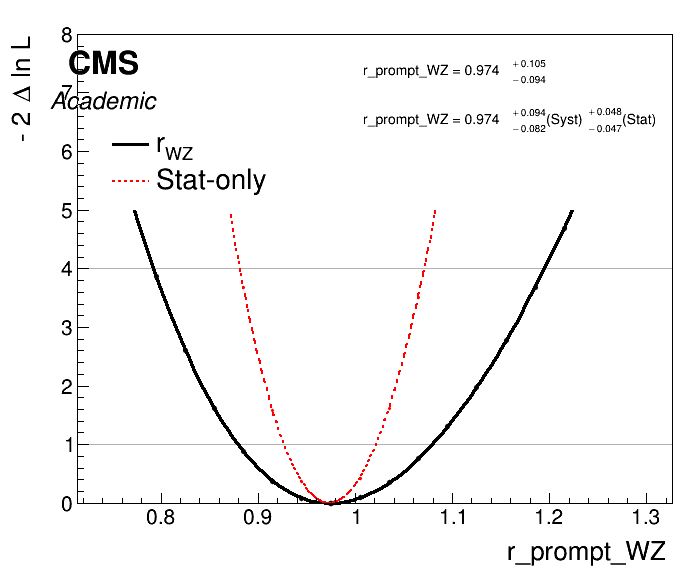 8
CMS
r_prompt_WZ = 0.974 +0.105
−0.094
- 2 Δ ln L
7
Academic
r_prompt_WZ = 0.974 +0.094 (Syst) +0.048 (Stat)
−0.082 −0.047
6
r_WZ
Stat-only
5
4
3
2
1
0
0.8 0.9 1 1.1 1.2 1.3
r_prompt_WZ